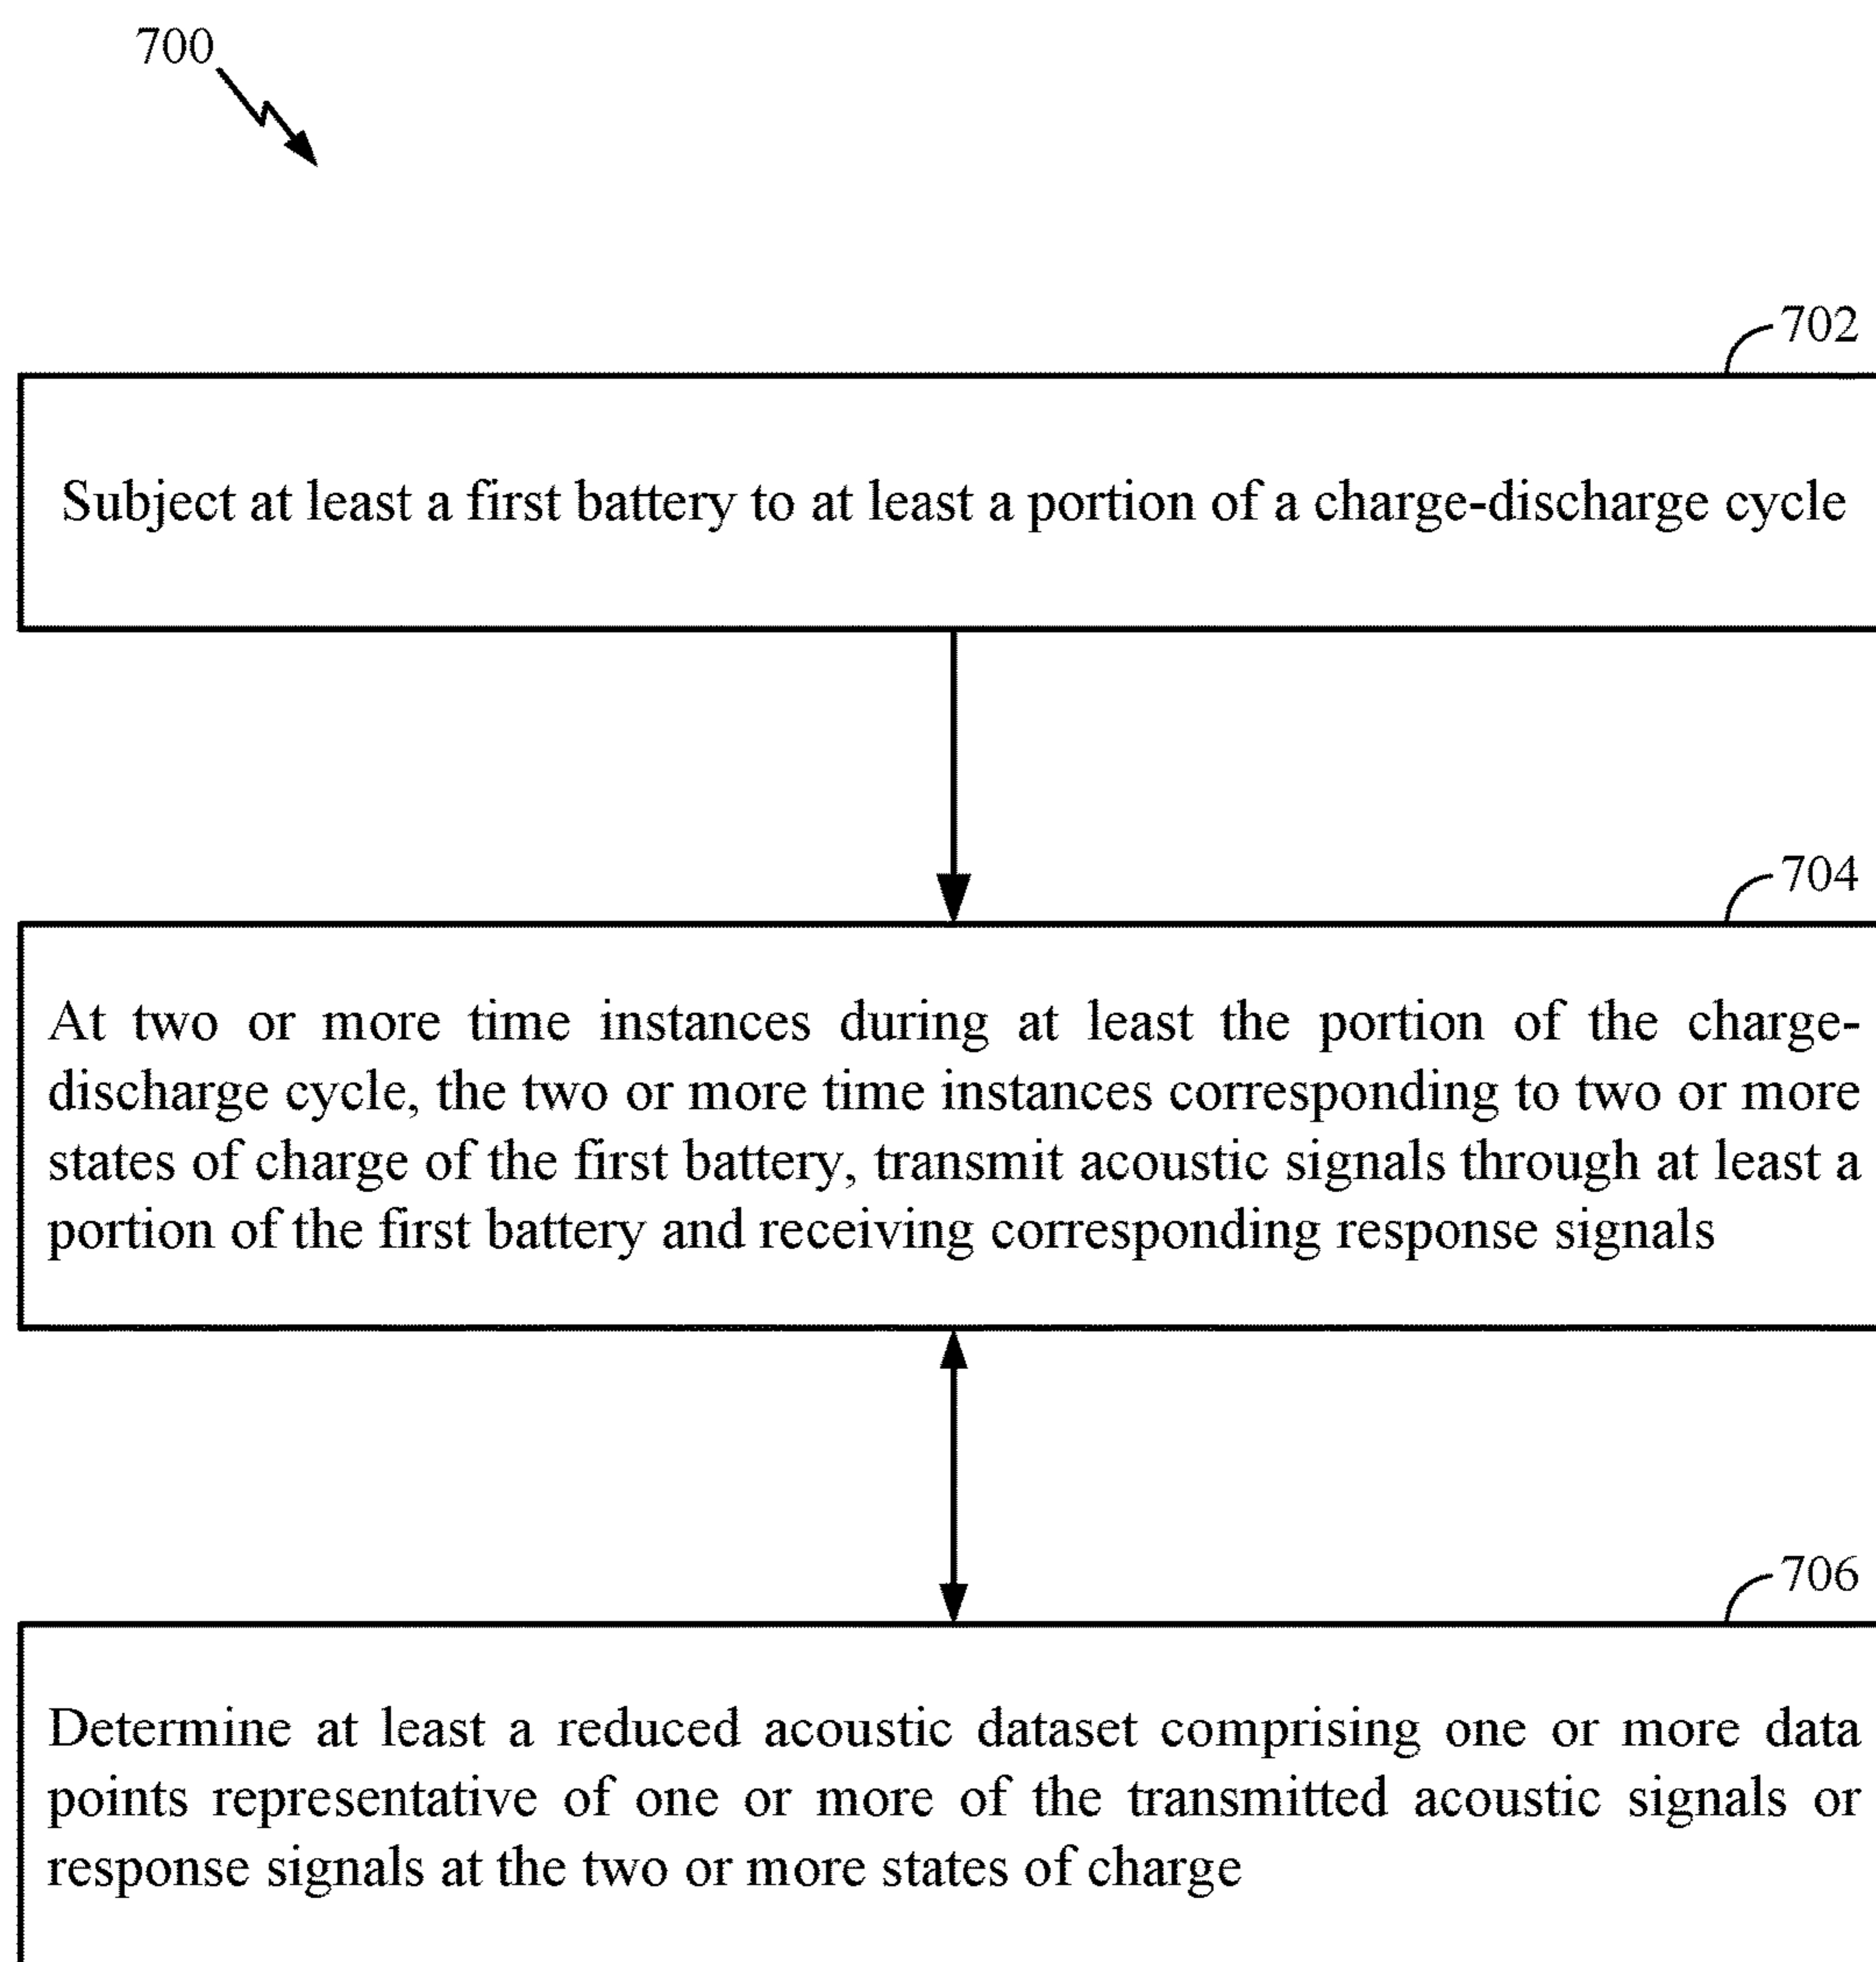 700
702
Subject at least a first battery to at least a portion of a charge-discharge cycle
704
At two or more time instances during at least the portion of the charge-
discharge cycle, the two or more time instances corresponding to two or more
states of charge of the first battery, transmit acoustic signals through at least a
portion of the first battery and receiving corresponding response signals
706
Determine at least a reduced acoustic dataset comprising one or more data
points representative of one or more of the transmitted acoustic signals or
response signals at the two or more states of charge